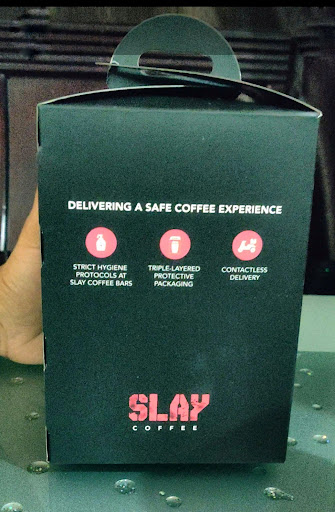 DELIVERING A SAFE COFFEE EXPERIENCE
STRICT HYGIENE
PROTOCOLS AT
SLAY COFFEE BARS
TRIPLE-LAYERED
PROTECTIVE
PACKAGING
CONTACTLESS
DELIVERY
SLAY
COFFEE